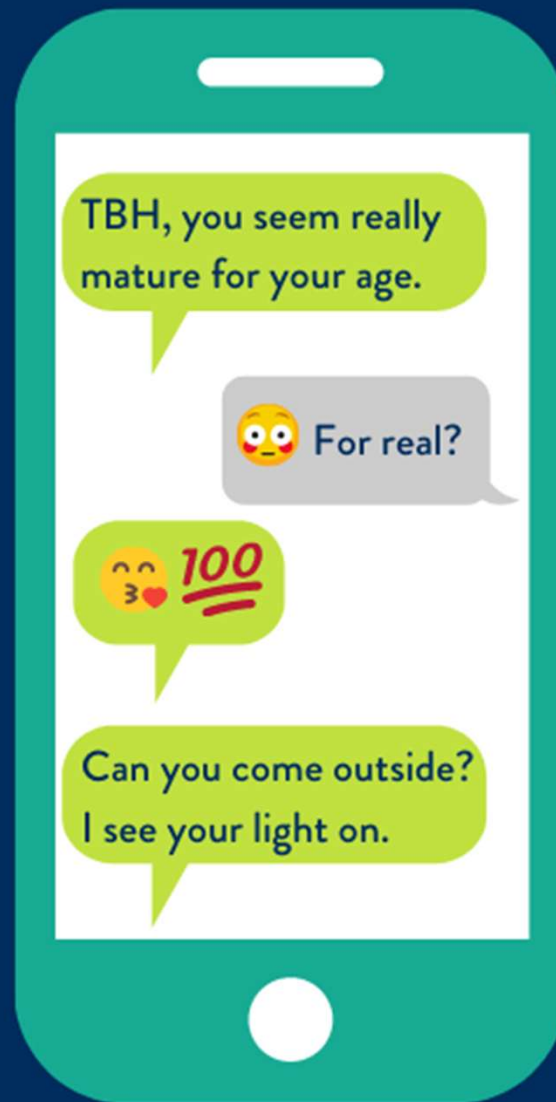 TBH, you seem really
mature for your age.
😳 For real?
😙❤️ 💯
Can you come outside?
I see your light on.